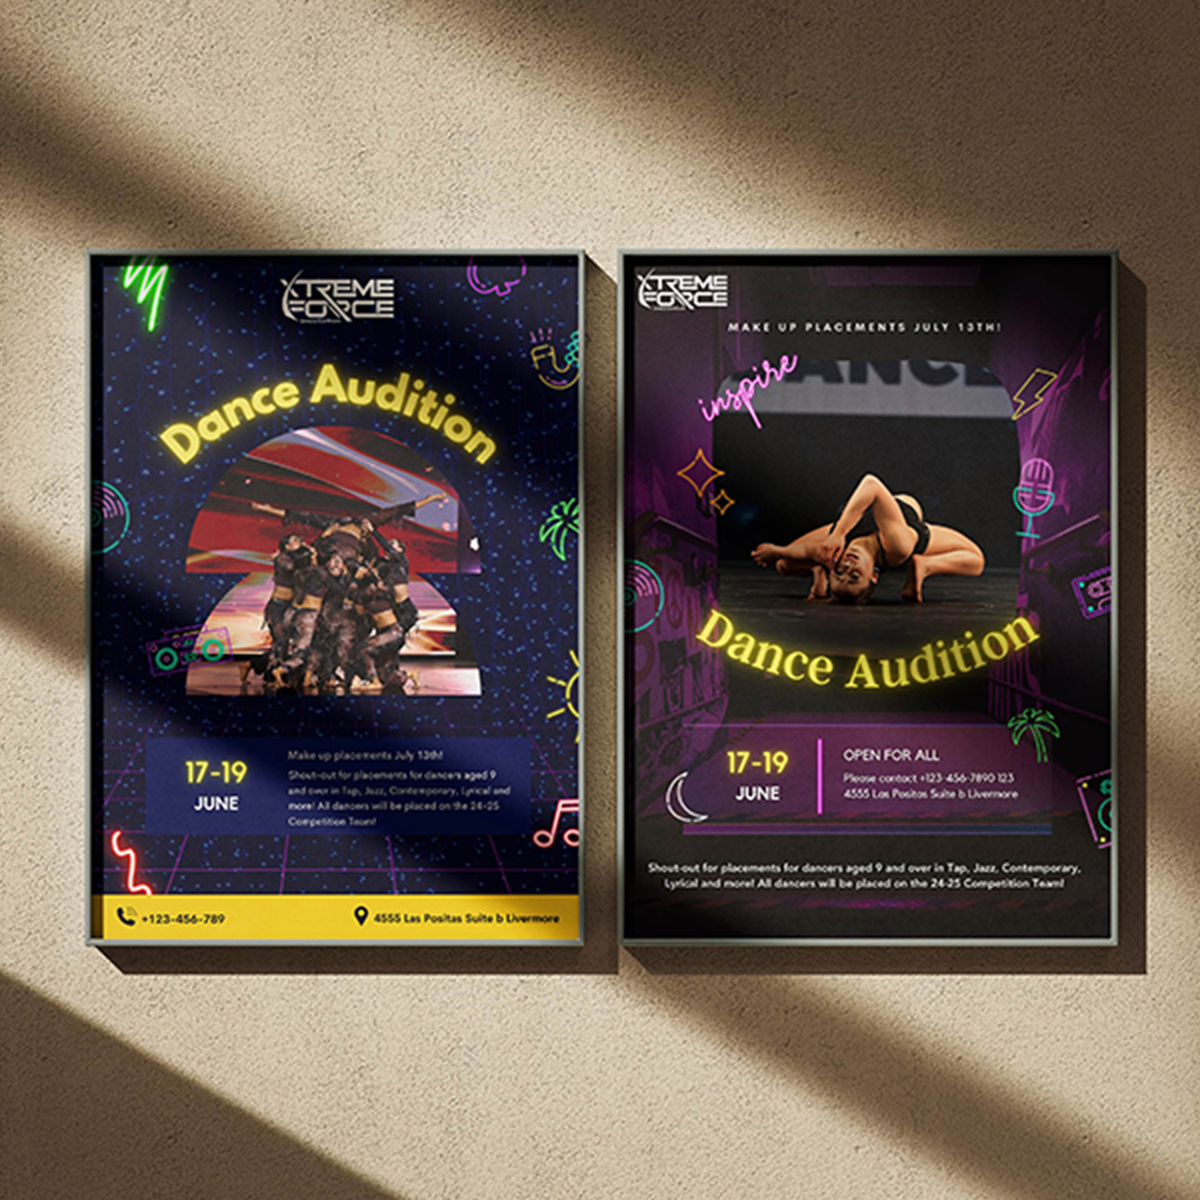 XTREME
FORCE
Dance Audition
17-19
JUNE
Make up placements July 13th!
Shout-out for placements for dancers aged 9
and over in Tap, Jazz, Contemporary, Lyrical and
more! All dancers will be placed on the 24-25
Competition Team!
+123-456-789
4555 Las Positas Suite b Livermore
XTREME
FORCE
MAKE UP PLACEMENTS JULY 13TH!
inspire
DANCE
Dance Audition
17-19
JUNE
OPEN FOR ALL
Please contact +123-456-7890 123
4555 Las Positas Suite b Livermore
Shout-out for placements for dancers aged 9 and over in Tap, Jazz, Contemporary,
Lyrical and more! All dancers will be placed on the 24-25 Competition Team!